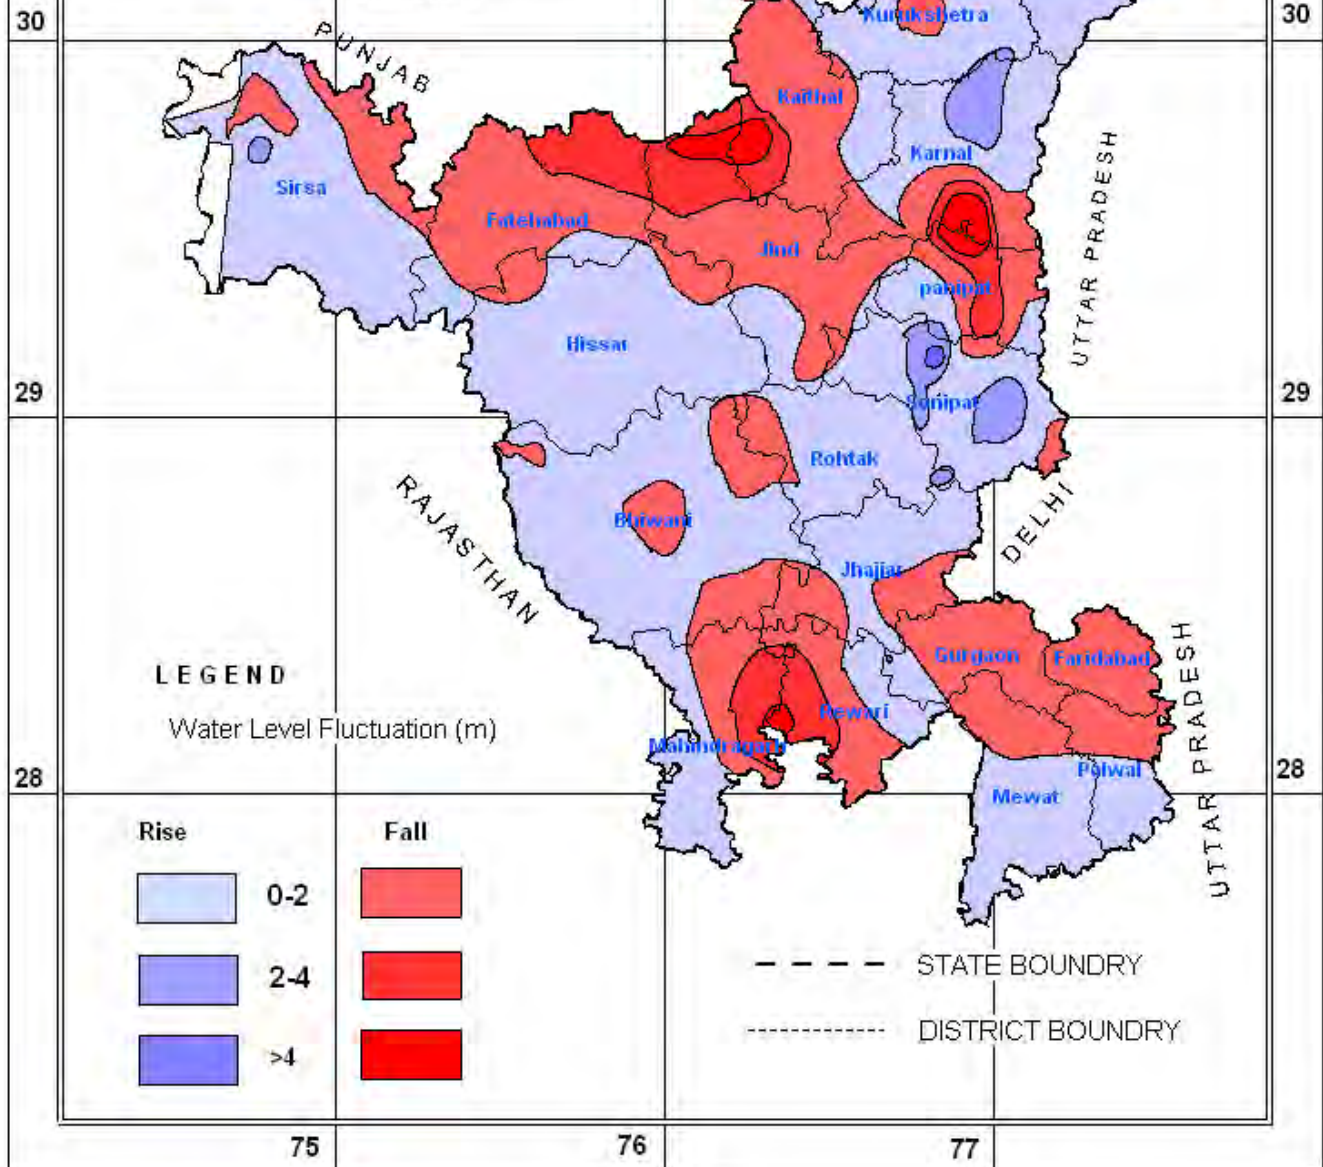 30
30
Kurukshetra
PUNJAB
Kaithal
Karnal
UTTAR PRADESH
Sirsa
Fatehabad
Jind
panipat
Hissar
29
29
Sonipat
Rohtak
RAJASTHAN
DELHI
Bhiwani
Jhajjar
Gurgaon
Faridabad
UTTAR PRADESH
LEGEND
Water Level Fluctuation (m)
Rewari
Mahindragarh
28
28
Palwal
Mewat
Rise
Fall
0-2
2-4
>4
STATE BOUNDRY
DISTRICT BOUNDRY
75
76
77